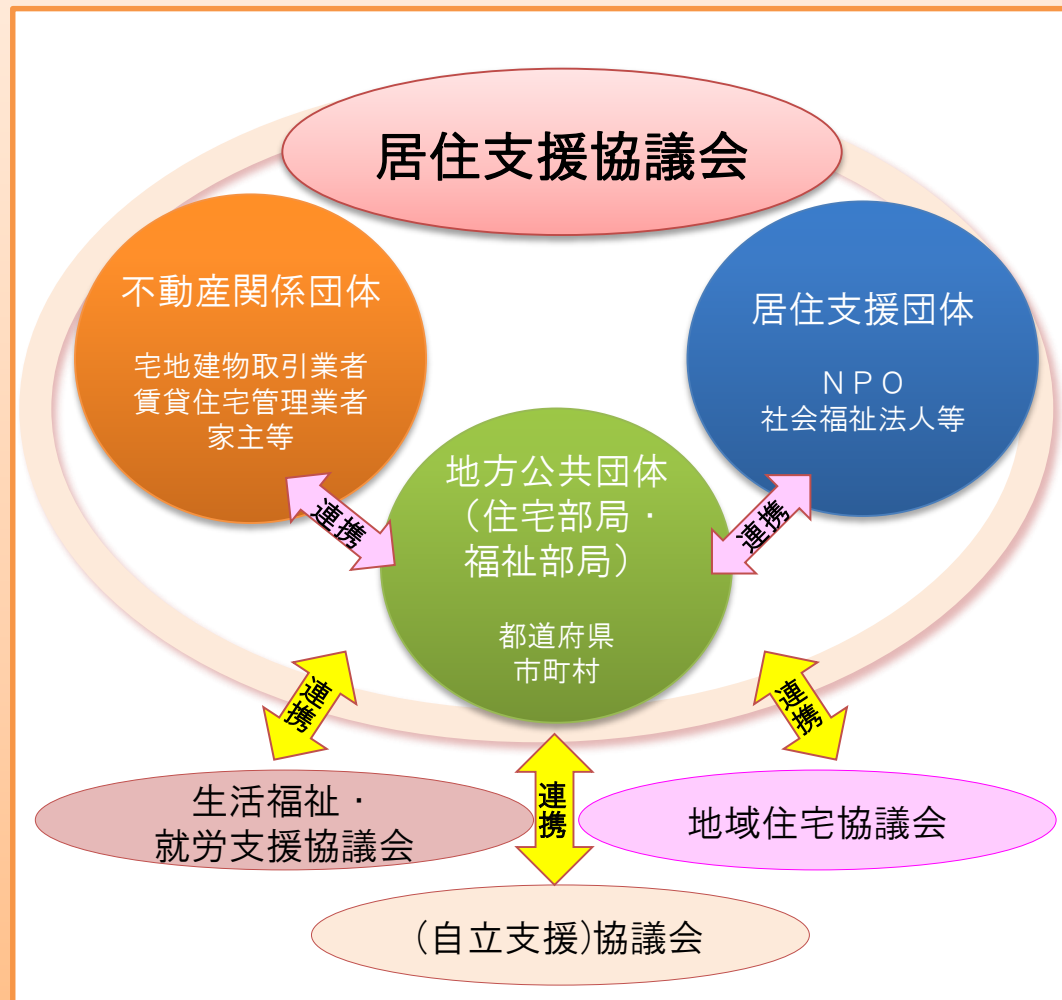 居住支援協議会
不動産関係団体
宅地建物取引業者
賃貸住宅管理業者
家主等
居住支援団体
ＮＰＯ
社会福祉法人等
地方公共団体
（住宅部局・
福祉部局）
都道府県
市町村
連携
連携
連携
連携
連携
生活福祉・
就労支援協議会
地域住宅協議会
（自立支援）協議会